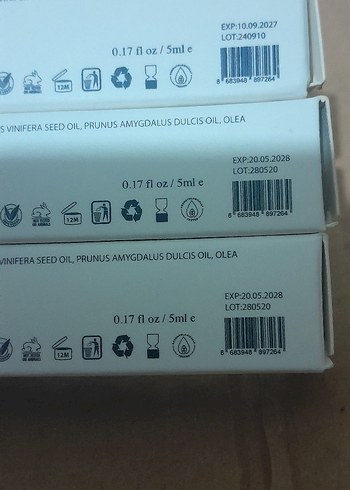 EXP:10.09.2027
LOT:240910
0.17 fl oz / 5ml e
12M
8 683948 897264
VINIFERA SEED OIL, PRUNUS AMYGDALUS DULCIS OIL, OLEA
EXP:20.05.2028
LOT:280520
0.17 fl oz / 5ml e
12M
8 683948 897264
VINIFERA SEED OIL, PRUNUS AMYGDALUS DULCIS OIL, OLEA
EXP:20.05.2028
LOT:280520
0.17 fl oz / 5ml e
12M
8 683948 897264